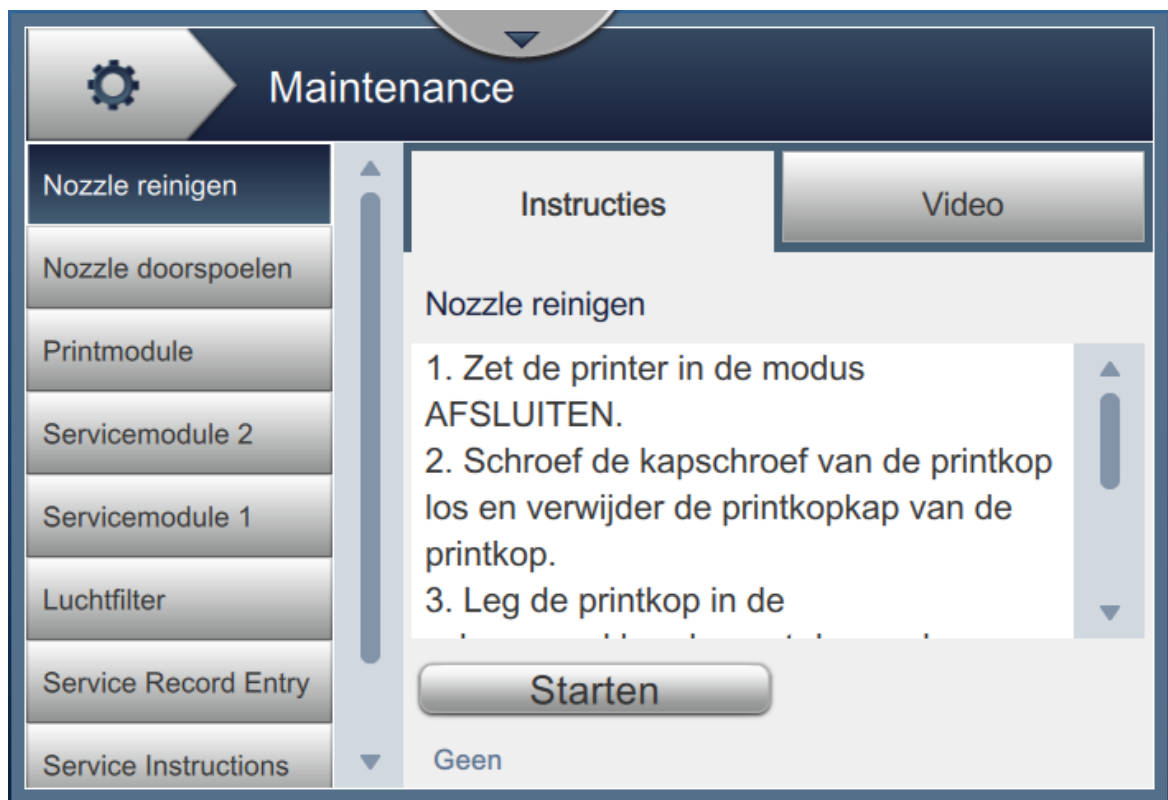 Maintenance
Nozzle reinigen
Nozzle doorspoelen
Printmodule
Servicemodule 2
Servicemodule 1
Luchtfilter
Service Record Entry
Service Instructions
Instructies
Video
Nozzle reinigen
1. Zet de printer in de modus
AFSLUITEN.
2. Schroef de kapschroef van de printkop
los en verwijder de printkopkap van de
printkop.
3. Leg de printkop in de
Starten
Geen